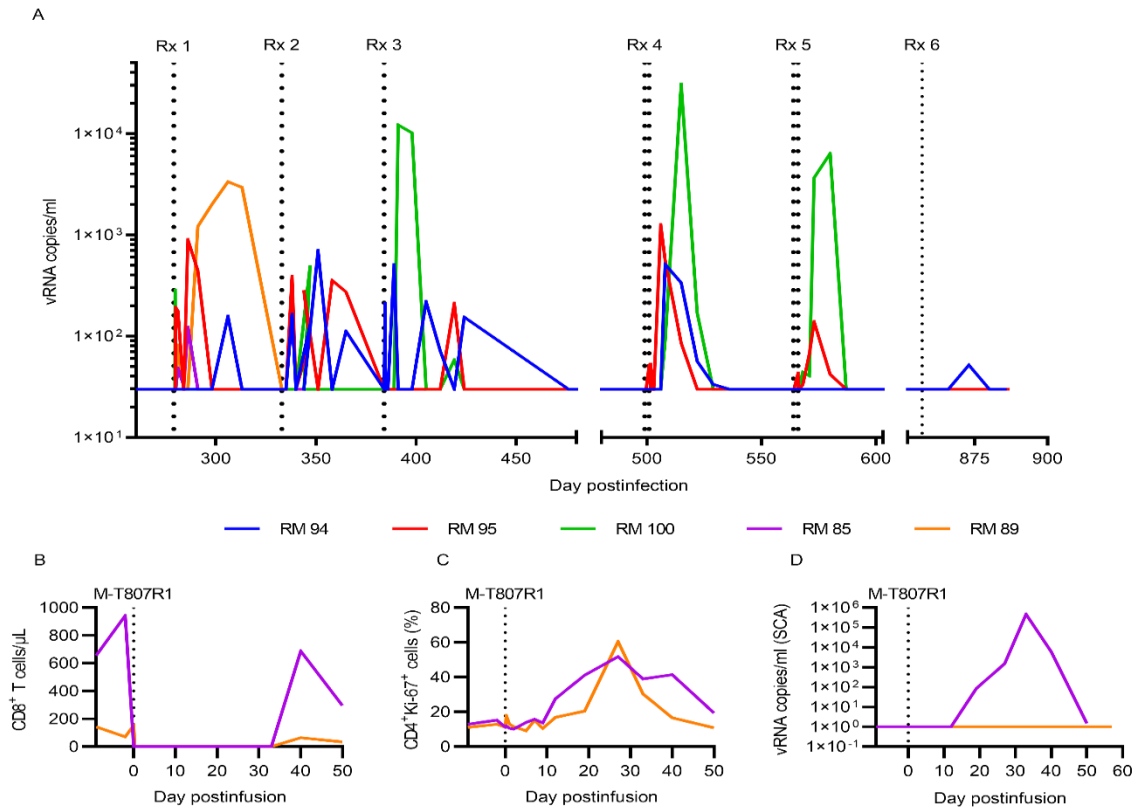 A
Rx 1 Rx 2 Rx 3 Rx 4 Rx 5 Rx 6
vRNA copies/ml
1×10⁴
1×10³
1×10²
1×10¹
300 350 400 450 500 550 600 875 900
Day postinfection
RM 94 RM 95 RM 100 RM 85 RM 89
B
M-T807R1
CD8⁺ T cells/µL
1000
800
600
400
200
0
0 10 20 30 40 50
Day postinfusion
C
M-T807R1
CD4⁺Ki-67⁺ cells (%)
80
60
40
20
0
0 10 20 30 40 50
Day postinfusion
D
M-T807R1
vRNA copies/ml (SCA)
1×10⁶
1×10⁵
1×10⁴
1×10³
1×10²
1×10¹
1×10⁰
1×10⁻¹
0 10 20 30 40 50 60
Day postinfusion